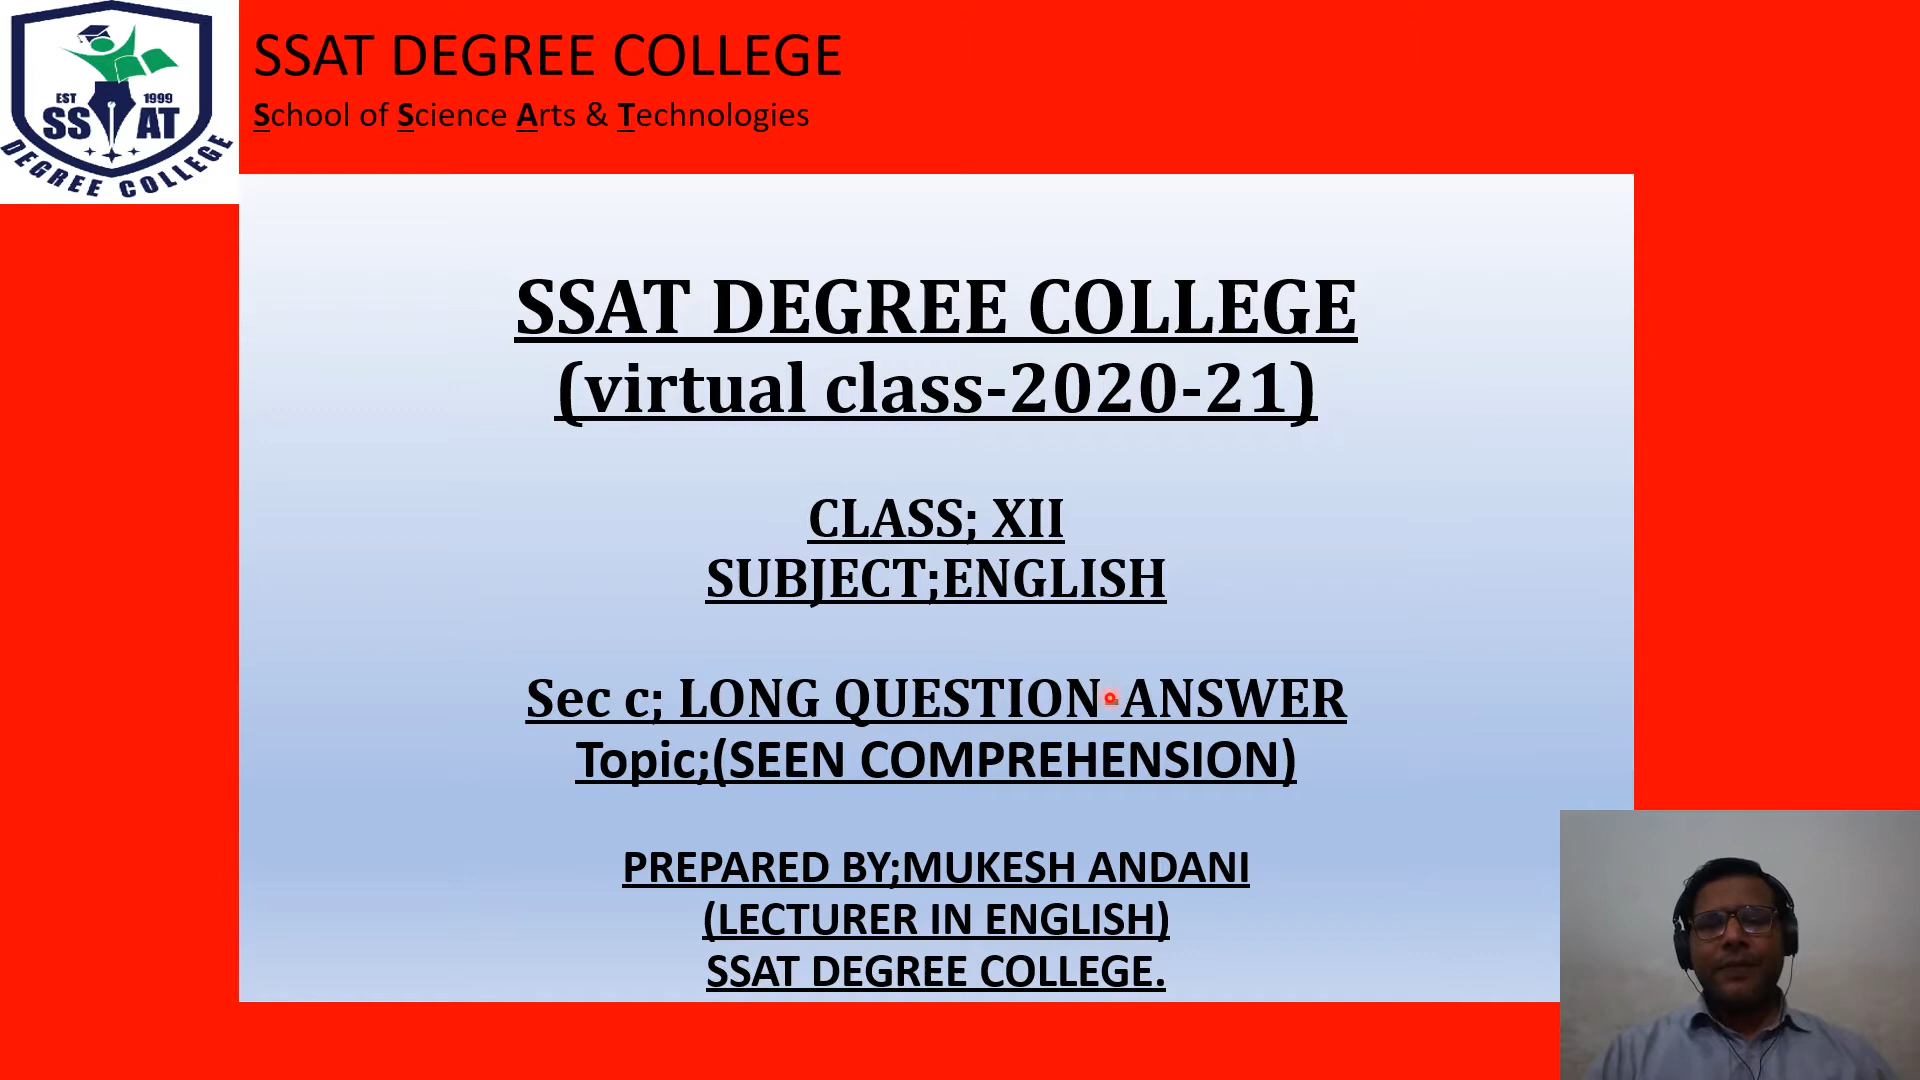 SSAT DEGREE COLLEGE
School of Science Arts & Technologies
EST 1999
SS AT
DEGREE COLLEGE
SSAT DEGREE COLLEGE
(virtual class-2020-21)
CLASS; XII
SUBJECT;ENGLISH
Sec c; LONG QUESTION ANSWER
Topic;(SEEN COMPREHENSION)
PREPARED BY;MUKESH ANDANI
(LECTURER IN ENGLISH)
SSAT DEGREE COLLEGE.